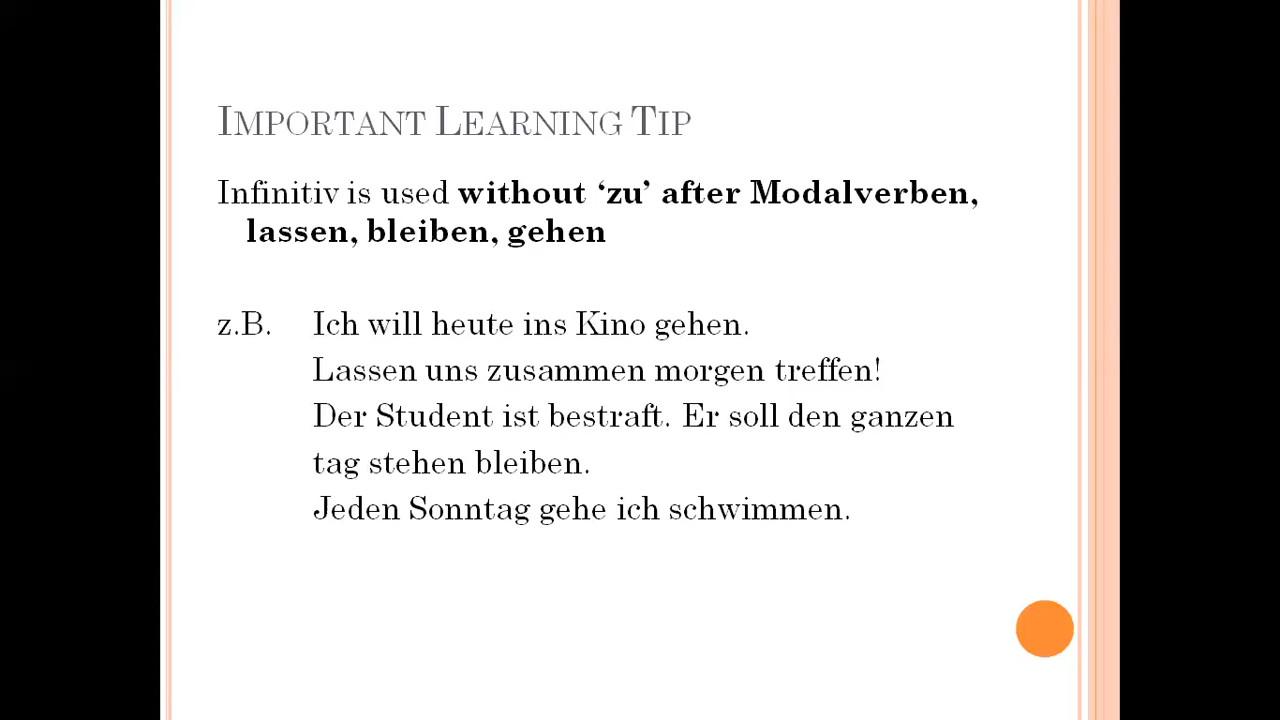 IMPORTANT LEARNING TIP
Infinitiv is used without ‘zu’ after Modalverben,
lassen, bleiben, gehen
z.B. Ich will heute ins Kino gehen.
Lassen uns zusammen morgen treffen!
Der Student ist bestraft. Er soll den ganzen
tag stehen bleiben.
Jeden Sonntag gehe ich schwimmen.